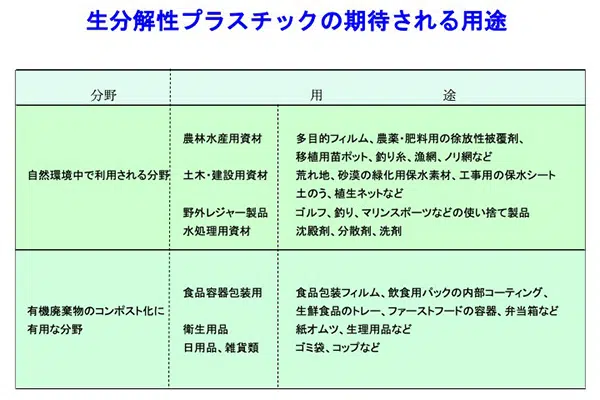 生分解性プラスチックの期待される用途
分野 用 途
農林水産用資材 多目的フィルム、農薬・肥料用の徐放性被覆剤、
移植用苗ポット、釣り糸、漁網、ノリ網など
自然環境中で利用される分野 土木・建設用資材 荒れ地、砂漠の緑化用保水素材、工事用の保水シート
土のう、植生ネットなど
野外レジャー製品 ゴルフ、釣り、マリンスポーツなどの使い捨て製品
水処理用資材 沈殿剤、分散剤、洗剤
食品容器包装用 食品包装フィルム、飲食用パックの内部コーティング、
有機廃棄物のコンポスト化に 生鮮食品のトレー、ファーストフードの容器、弁当箱など
有用な分野 衛生用品 紙オムツ、生理用品など
日用品、雑貨類 ゴミ袋、コップなど